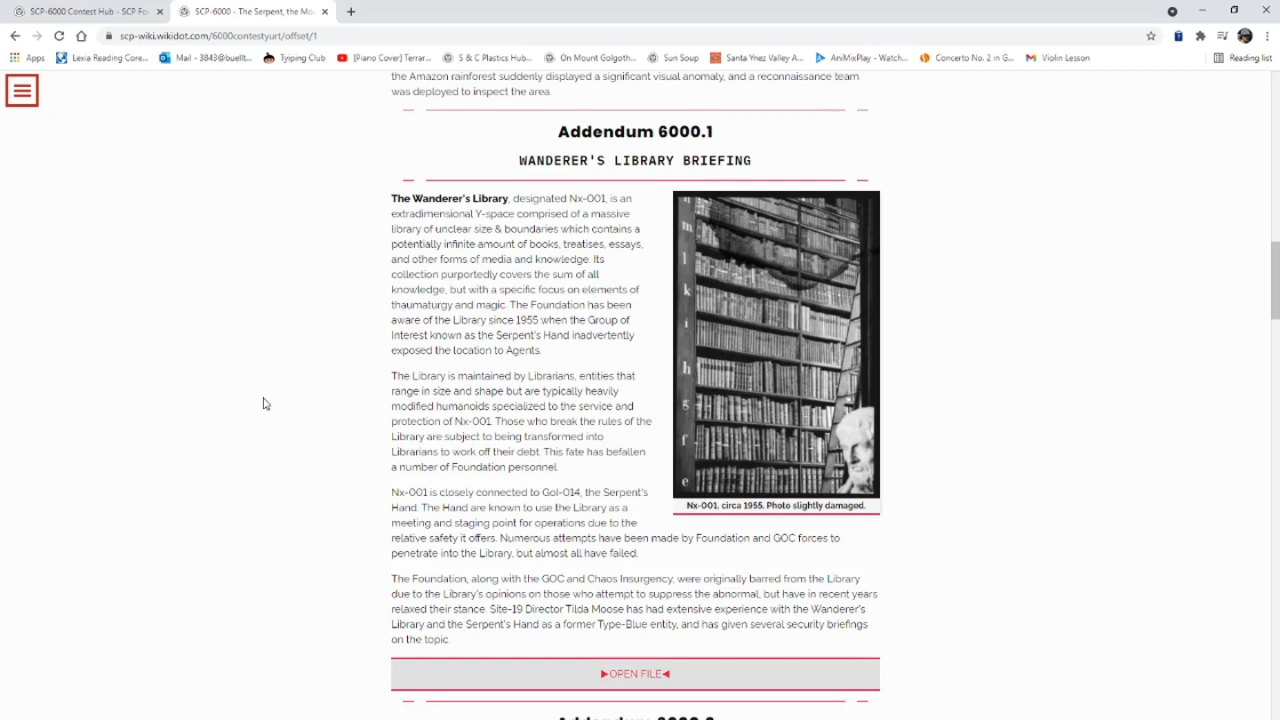 SCP-6000 Contest Hub - SCP Fo
SCP-6000 - The Serpent, the Mo
scp-wiki.wikidot.com/6000contestyurt/offset/1
Apps
Lexia Reading Core...
Mail - 3843@buellt...
Typing Club
[Piano Cover] Terrar...
S & C Plastics Hub...
On Mount Golgoth...
Sun Soup
Santa Ynez Valley A...
AniMixPlay - Watch...
Concerto No. 2 in G...
Violin Lesson
Reading list
the Amazon rainforest suddenly displayed a significant visual anomaly, and a reconnaissance team
was deployed to inspect the area.
Addendum 6000.1
WANDERER'S LIBRARY BRIEFING
The Wanderer's Library, designated Nx-001, is an
extradimensional Y-space comprised of a massive
library of unclear size & boundaries which contains a
potentially infinite amount of books, treatises, essays,
and other forms of media and knowledge. Its
collection purportedly covers the sum of all
knowledge, but with a specific focus on elements of
thaumaturgy and magic. The Foundation has been
aware of the Library since 1955 when the Group of
Interest known as the Serpent's Hand inadvertently
exposed the location to Agents.
The Library is maintained by Librarians, entities that
range in size and shape but are typically heavily
modified humanoids specialized to the service and
protection of Nx-001. Those who break the rules of the
Library are subject to being transformed into
Librarians to work off their debt. This fate has befallen
a number of Foundation personnel.
Nx-001 is closely connected to GoI-014, the Serpent's
Hand. The Hand are known to use the Library as a
meeting and staging point for operations due to the
relative safety it offers. Numerous attempts have been made by Foundation and GOC forces to
penetrate into the Library, but almost all have failed.
The Foundation, along with the GOC and Chaos Insurgency, were originally barred from the Library
due to the Library's opinions on those who attempt to suppress the abnormal, but have in recent years
relaxed their stance. Site-19 Director Tilda Moose has had extensive experience with the Wanderer's
Library and the Serpent's Hand as a former Type-Blue entity, and has given several security briefings
on the topic.
m
l
k
i
h
g
f
e
Nx-001, circa 1955. Photo slightly damaged.
▶OPEN FILE◀